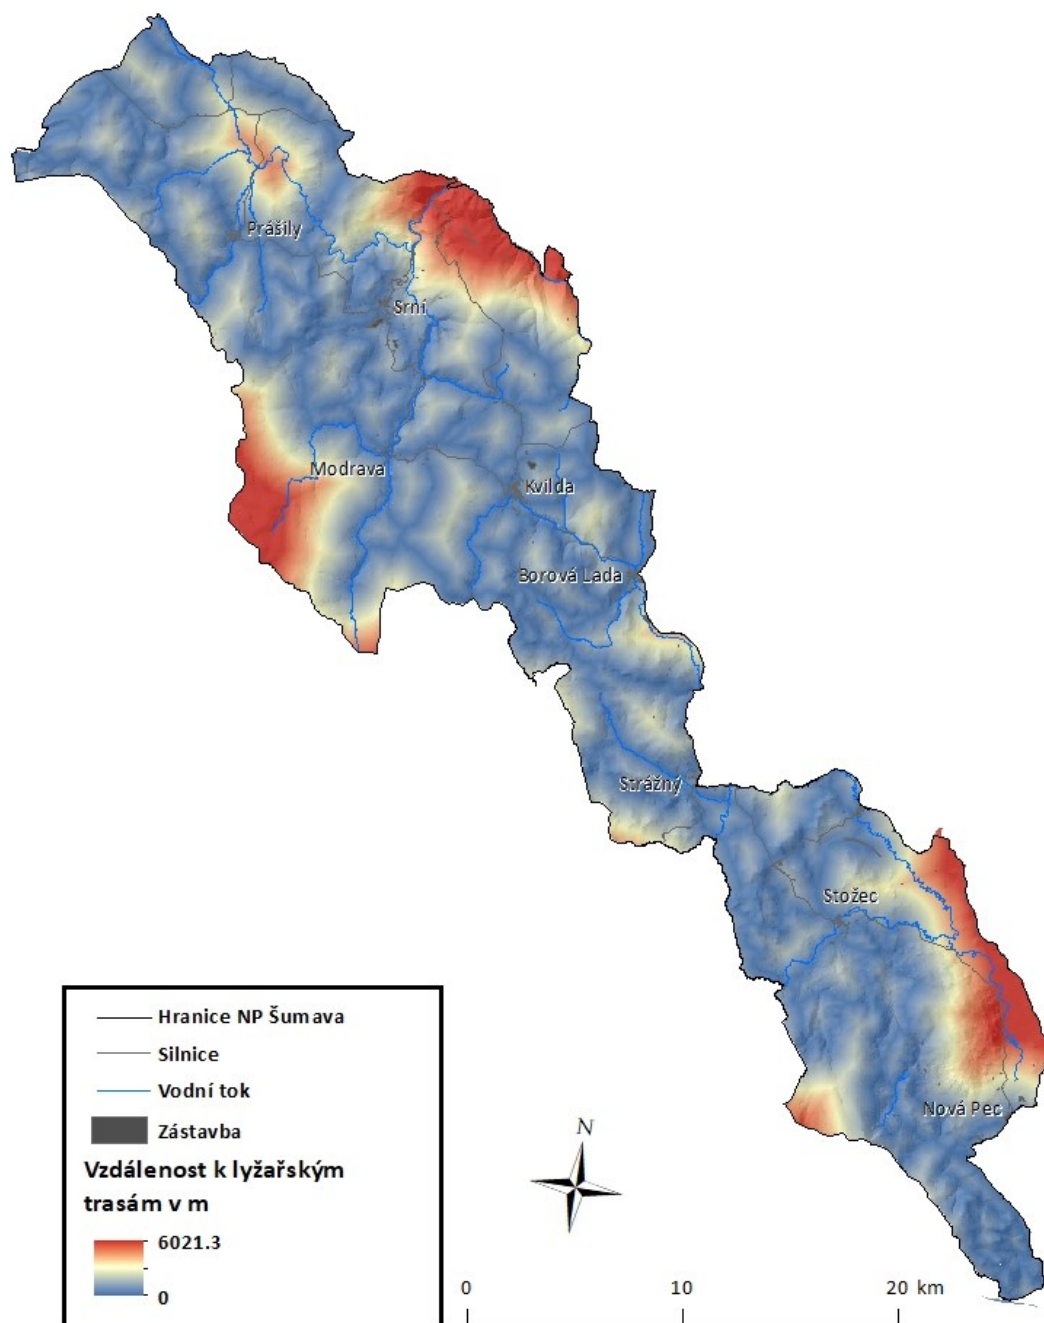 Prášily
Srní
Modrava
Kvilda
Borová Lada
Strážný
Stožec
Nová Pec
Hranice NP Šumava
Silnice
Vodní tok
Zástavba
Vzdálenost k lyžařským
trasám v m
6021.3
0
N
0 10 20 km